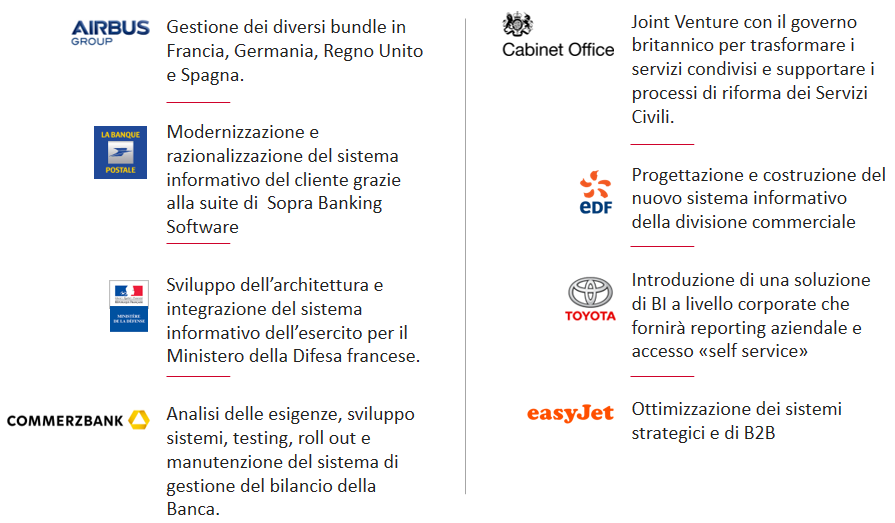 AIRBUS
GROUP
Gestione dei diversi bundle in
Francia, Germania, Regno Unito
e Spagna.
LA BANQUE
POSTALE
Modernizzazione e
razionalizzazione del sistema
informativo del cliente grazie
alla suite di  Sopra Banking
Software
MINISTÈRE
DE LA DÉFENSE
Sviluppo dell’architettura e
integrazione del sistema
informativo dell’esercito per il
Ministero della Difesa francese.
COMMERZBANK
Analisi delle esigenze, sviluppo
sistemi, testing, roll out e
manutenzione del sistema di
gestione del bilancio della
Banca.
Cabinet Office
Joint Venture con il governo
britannico per trasformare i
servizi condivisi e supportare i
processi di riforma dei Servizi
Civili.
eDF
Progettazione e costruzione del
nuovo sistema informativo
della divisione commerciale
TOYOTA
Introduzione di una soluzione
di BI a livello corporate che
fornirà reporting aziendale e
accesso «self service»
easyJet
Ottimizzazione dei sistemi
strategici e di B2B